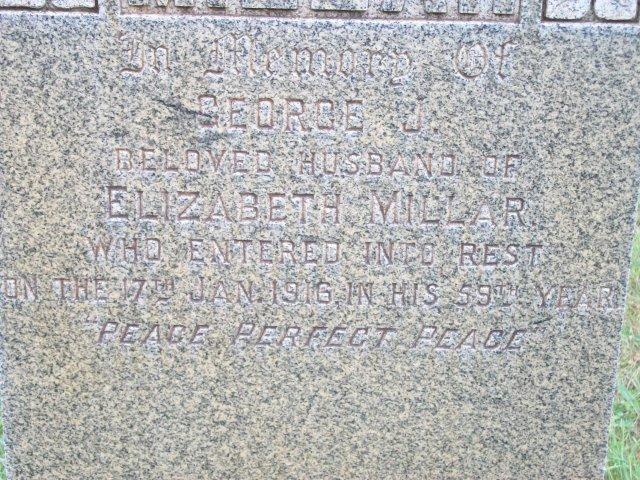 In Memory Of
GEORGE J.
BELOVED HUSBAND OF
ELIZABETH MILLAR,
WHO ENTERED INTO REST
ON THE 17TH JAN. 1916 IN HIS 59TH YEAR
"PEACE PERFECT PEACE"